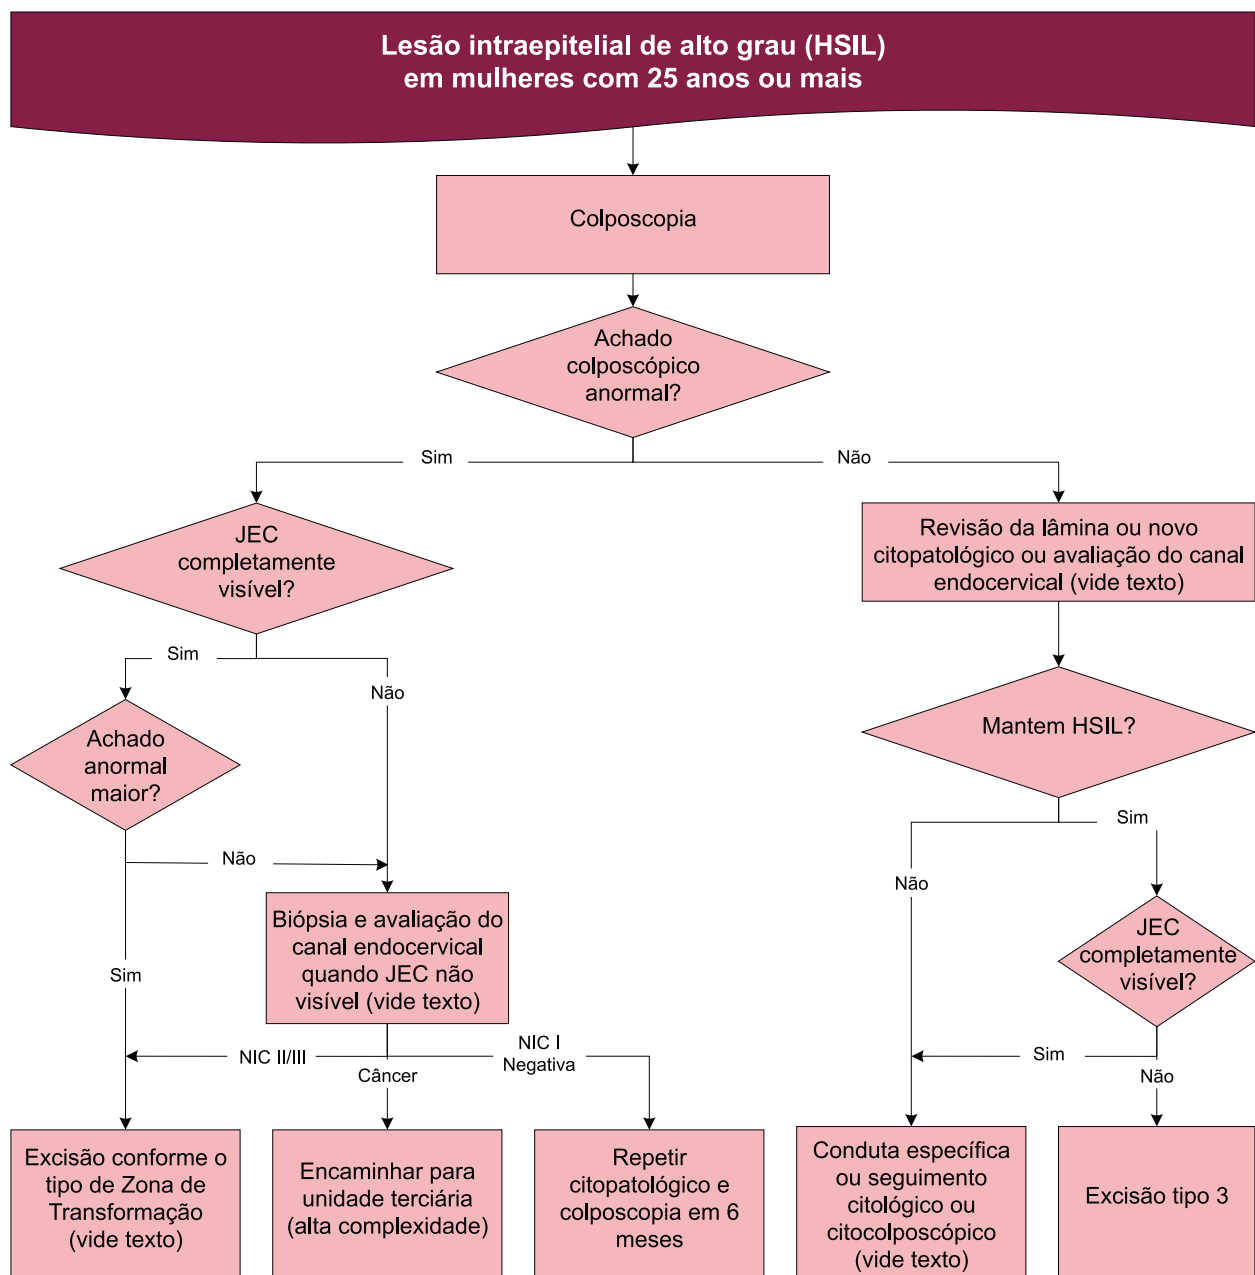 Lesão intraepitelial de alto grau (HSIL)
em mulheres com 25 anos ou mais
Colposcopia
Achado
colposcópico
anormal?
Sim
Não
JEC
completamente
visível?
Revisão da lâmina ou novo
citopatológico ou avaliação do canal
endocervical (vide texto)
Sim
Não
Achado
anormal
maior?
Mantem HSIL?
Não
Sim
Sim
Não
Biópsia e avaliação do
canal endocervical
quando JEC não
visível (vide texto)
JEC
completamente
visível?
NIC II/III
Câncer
NIC I
Negativa
Sim
Não
Excisão conforme o
tipo de Zona de
Transformação
(vide texto)
Encaminhar para
unidade terciária
(alta complexidade)
Repetir
citopatológico e
colposcopia em 6
meses
Conduta específica
ou seguimento
citológico ou
citocolposcópico
(vide texto)
Excisão tipo 3